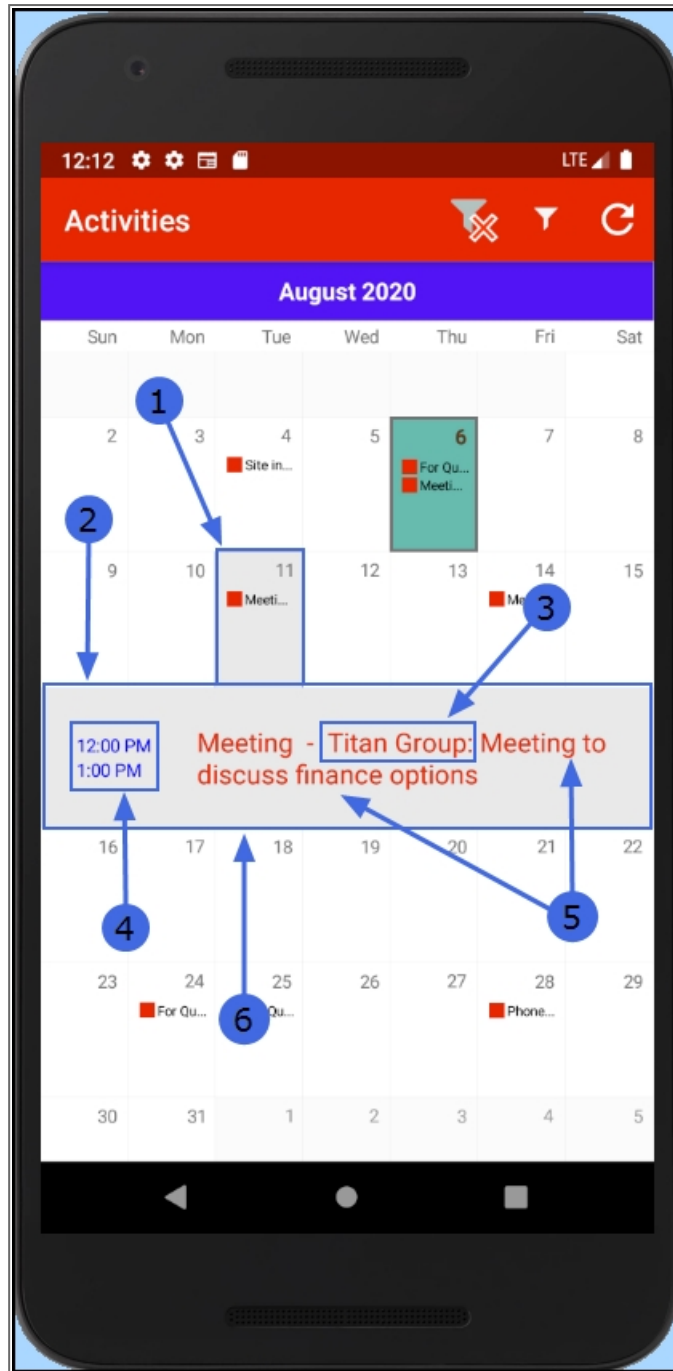 12:12 LTE
Activities
August 2020
Sun Mon Tue Wed Thu Fri Sat
1
2 3 4 5 6 7 8
Site in... For Qu...
Meeti...
2
9 10 11 12 13 14 15
Meeti...
3
12:00 PM Meeting - Titan Group: Meeting to
1:00 PM discuss finance options
16 17 18 19 20 21 22
4 5
23 24 25 26 27 28 29
For Qu... Qu... Phone...
6
30 31 1 2 3 4 5